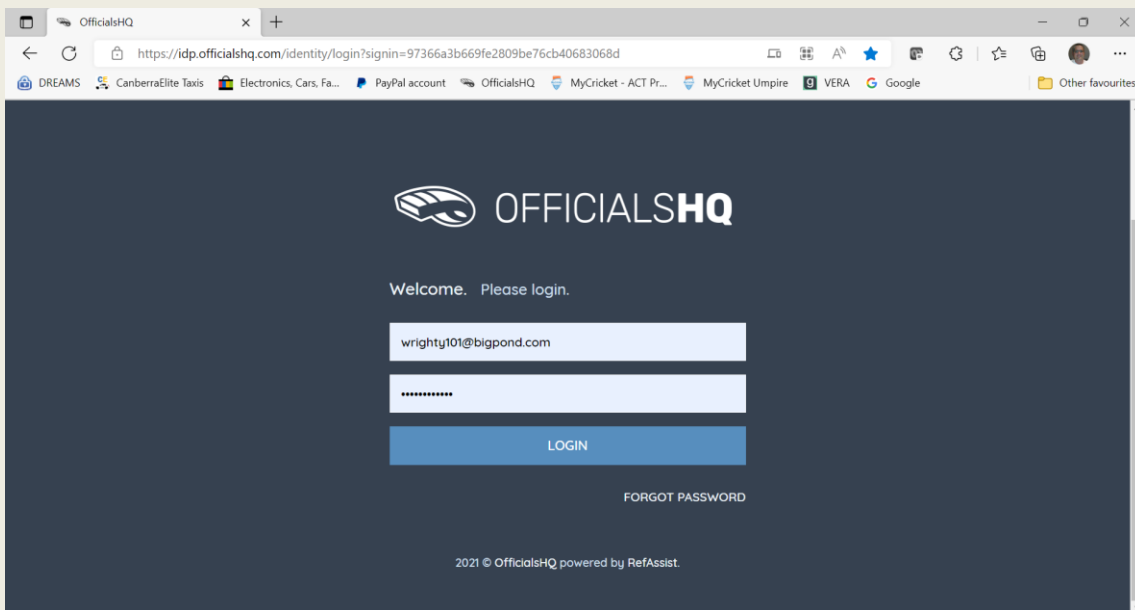 OfficialsHQ
https://idp.officialshq.com/identity/login?signin=97366a3b669fe2809be76cb40683068d
DREAMS CanberraElite Taxis Electronics, Cars, Fa... PayPal account OfficialsHQ MyCricket - ACT Pr... MyCricket Umpire VERA Google Other favourites
OFFICIALSHQ
Welcome. Please login.
wrighty101@bigpond.com
••••••••••••
LOGIN
FORGOT PASSWORD
2021 © OfficialsHQ powered by RefAssist.